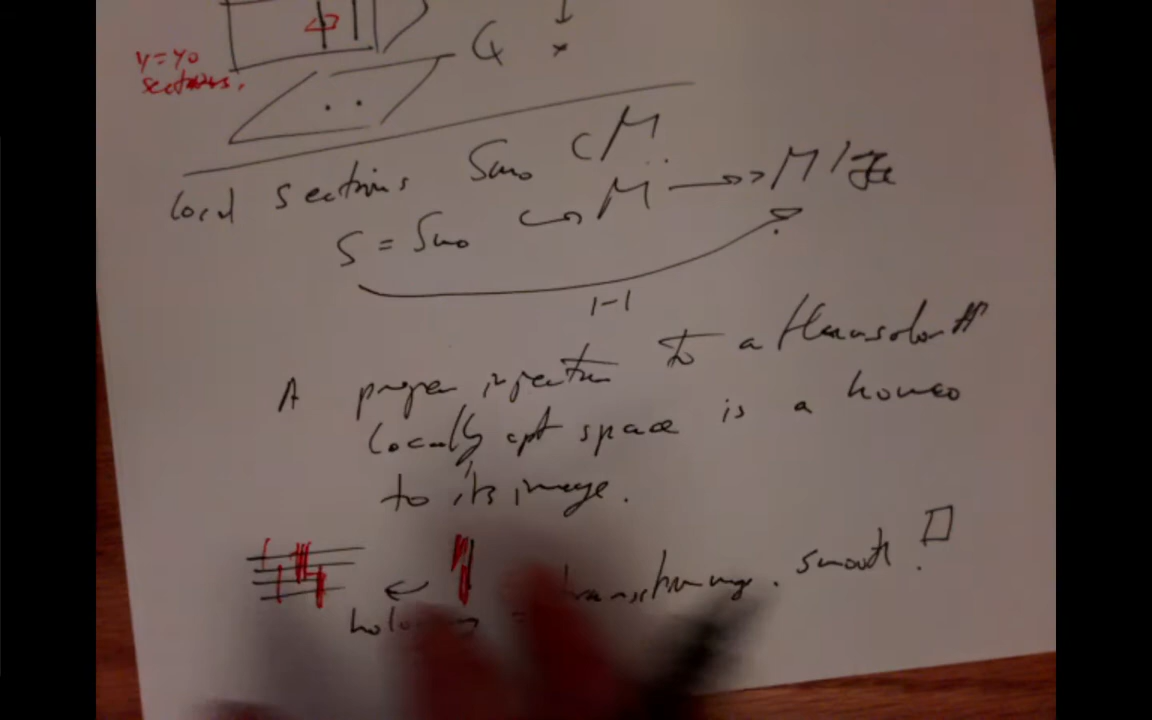 y = y₀
sections.
G
x
local sections S_{m₀} ⊂ M
S = S_{m₀} ↪ M ↠ M/
1-1
A proper injection to a Hausdorff
locally cpt space is a homeo
to its image.
← = smooth. □